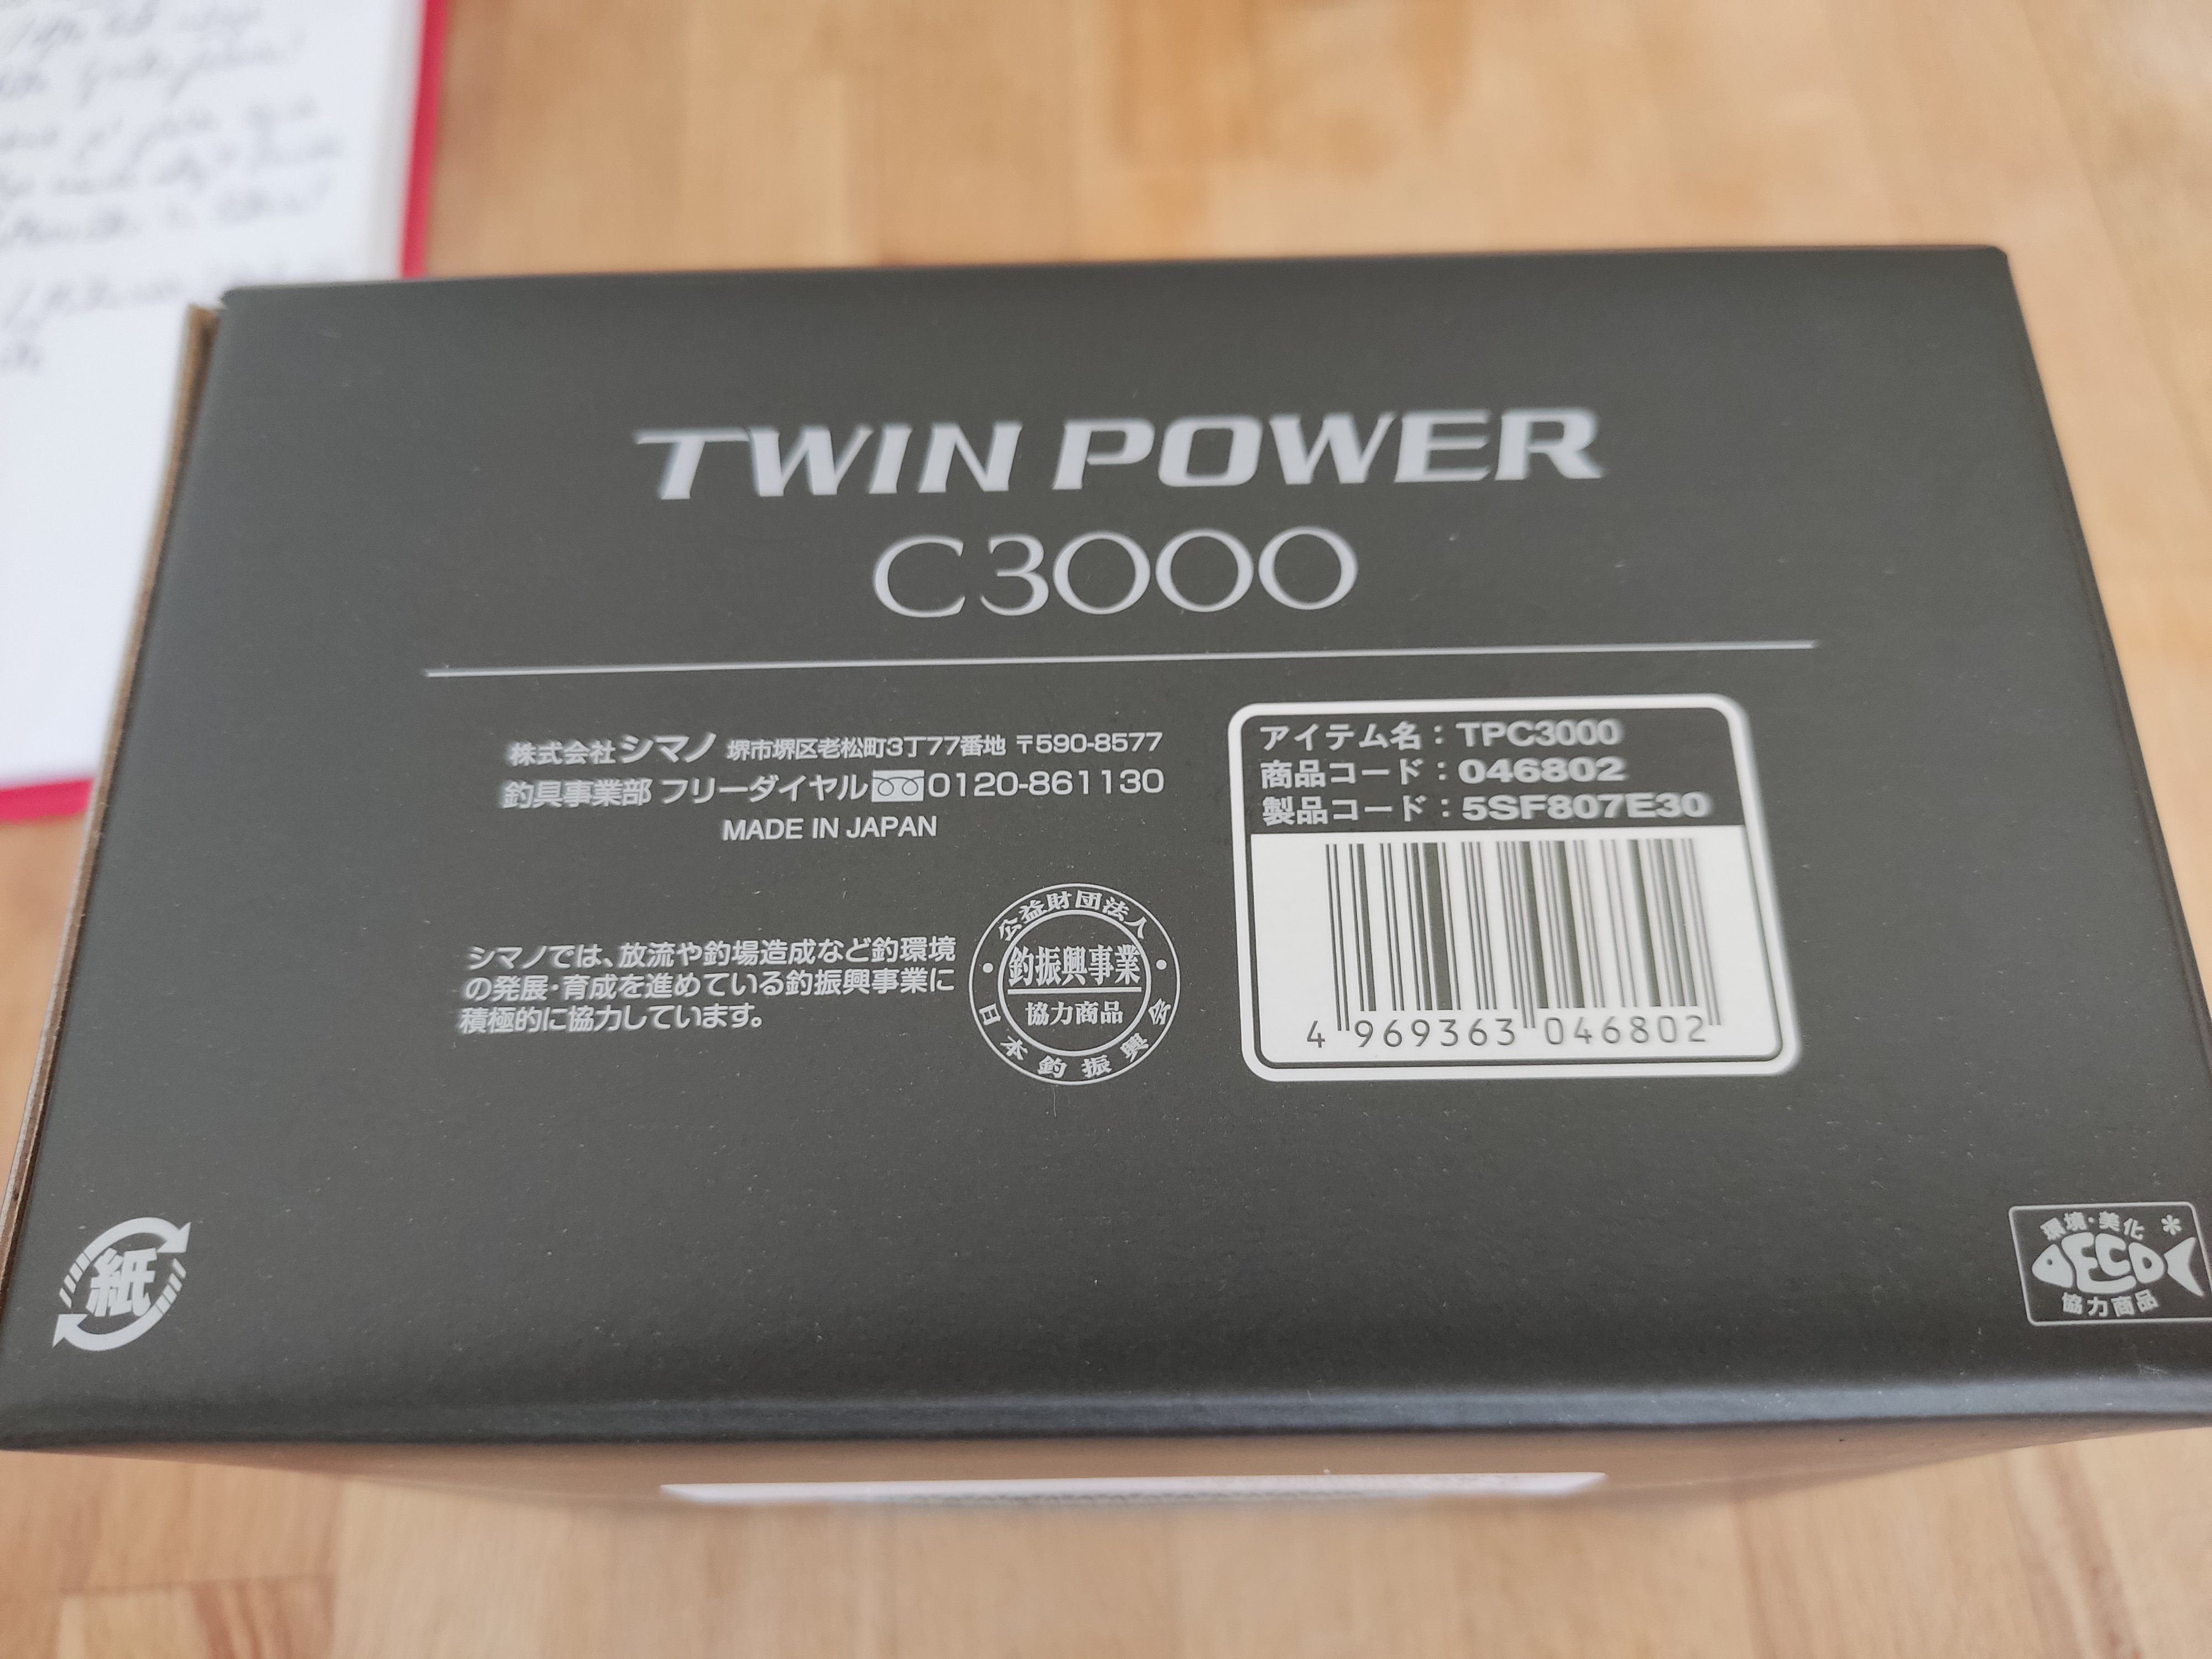 TWIN POWER
C3000
株式会社シマノ 堺市堺区老松町3丁77番地 〒590-8577
釣具事業部 フリーダイヤル 0120-861130
MADE IN JAPAN
シマノでは、放流や釣場造成など釣環境
の発展・育成を進めている釣振興事業に
積極的に協力しています。
公益財団法人
釣振興事業
協力商品
日本釣振興会
アイテム名：TPC3000
商品コード：046802
製品コード：5SF807E30
4 969363 046802
紙
環境・美化
ECO
協力商品